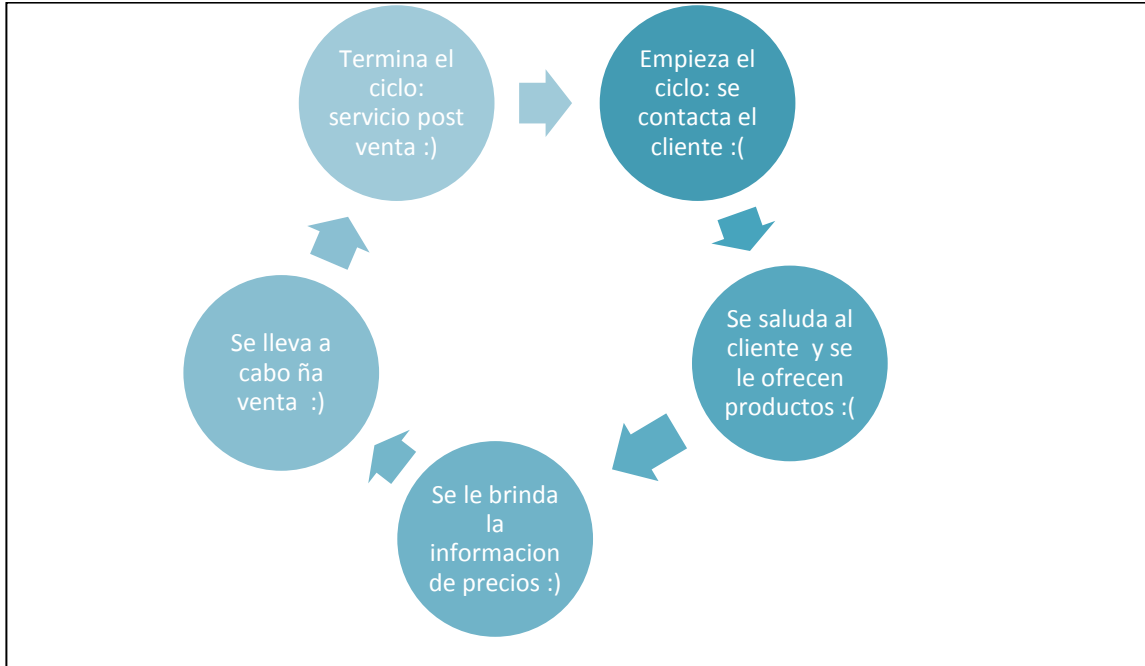 Termina el
ciclo:
servicio post
venta :)
Empieza el
ciclo: se
contacta el
cliente :(
Se saluda al
cliente y se
le ofrecen
productos :(
Se le brinda
la
informacion
de precios :)
Se lleva a
cabo ña
venta :)